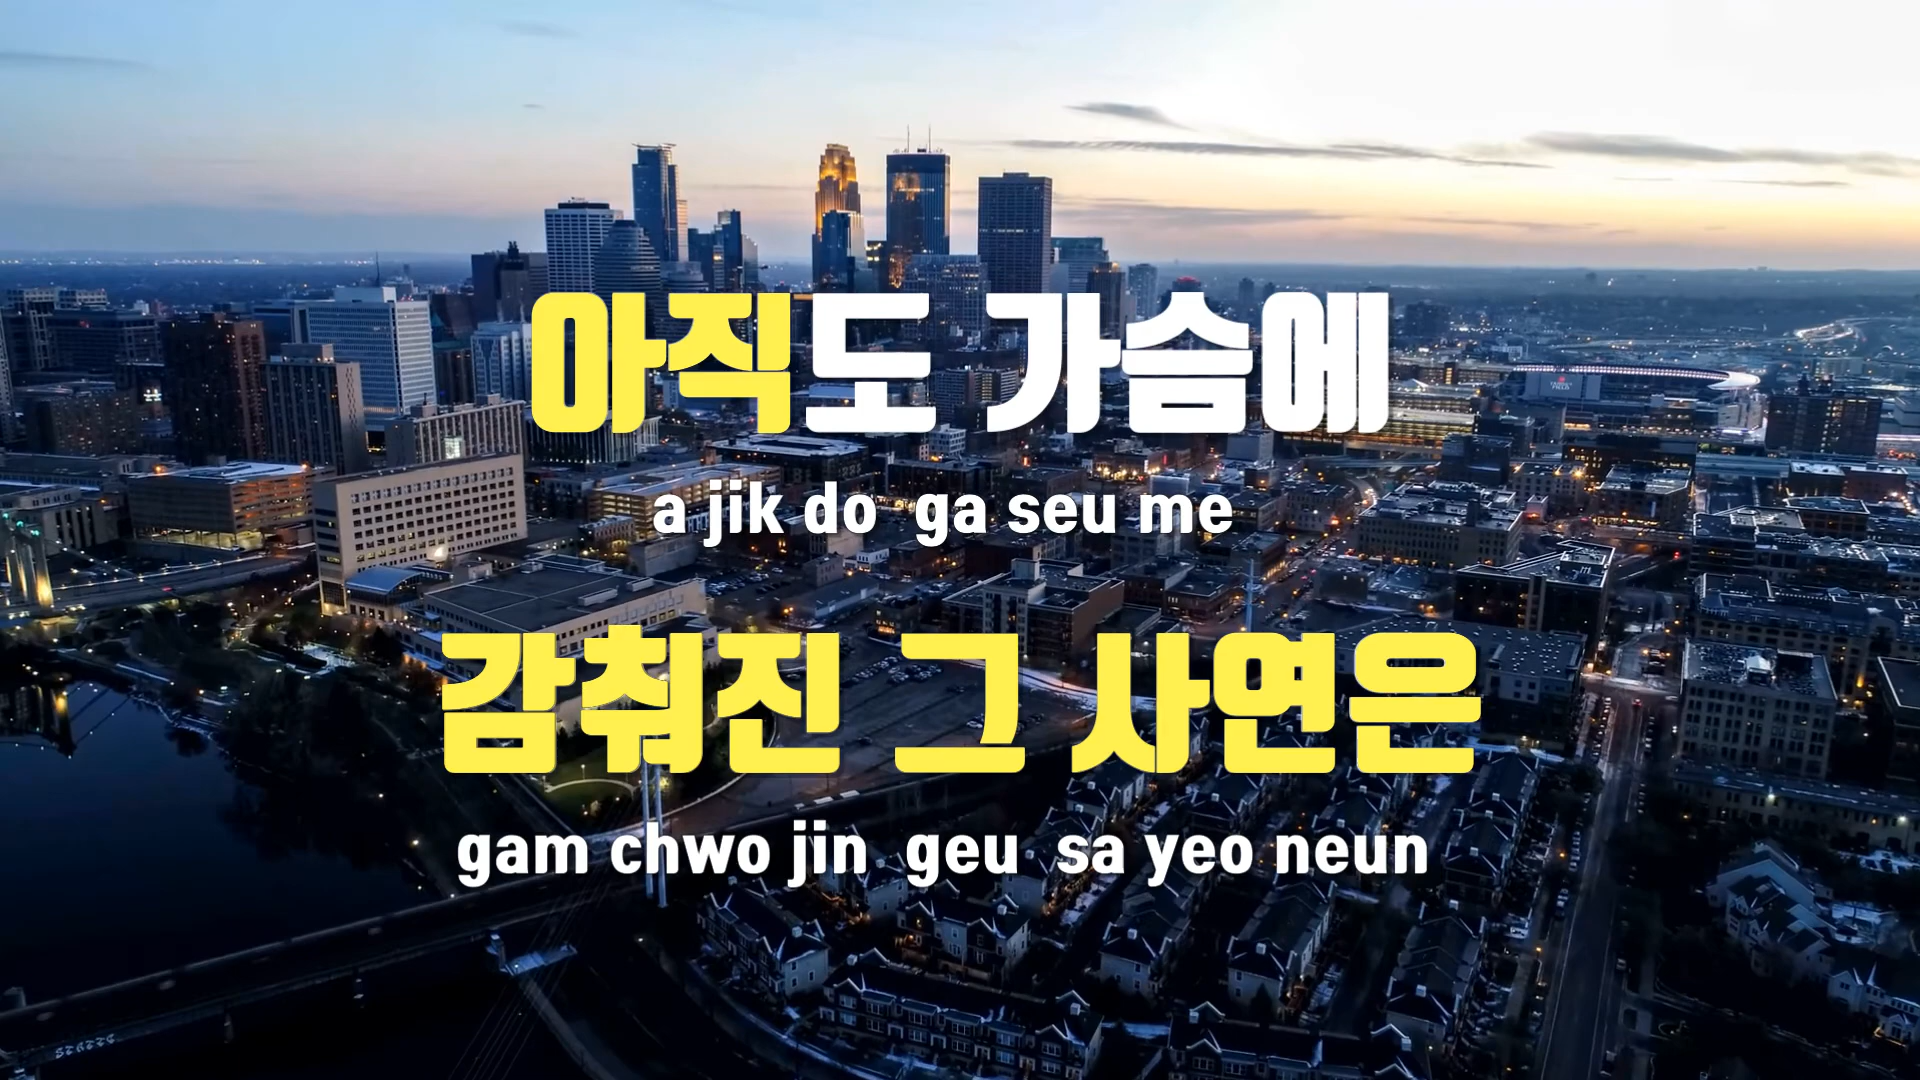 아직도 가슴에
a jik do ga seu me
감춰진 그 사연은
gam chwo jin geu sa yeo neun